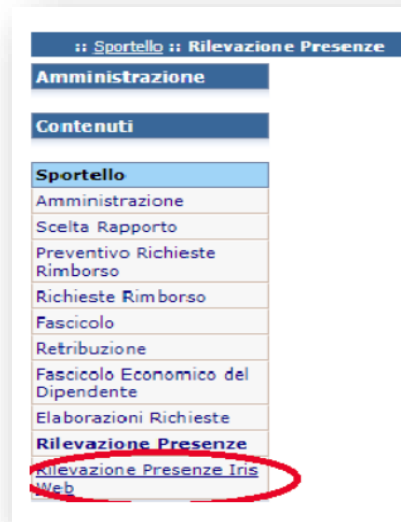 :: Sportello :: Rilevazione Presenze
Amministrazione
Contenuti
Sportello
Amministrazione
Scelta Rapporto
Preventivo Richieste
Rimborso
Richieste Rimborso
Fascicolo
Retribuzione
Fascicolo Economico del
Dipendente
Elaborazioni Richieste
Rilevazione Presenze
Rilevazione Presenze Iris
Web